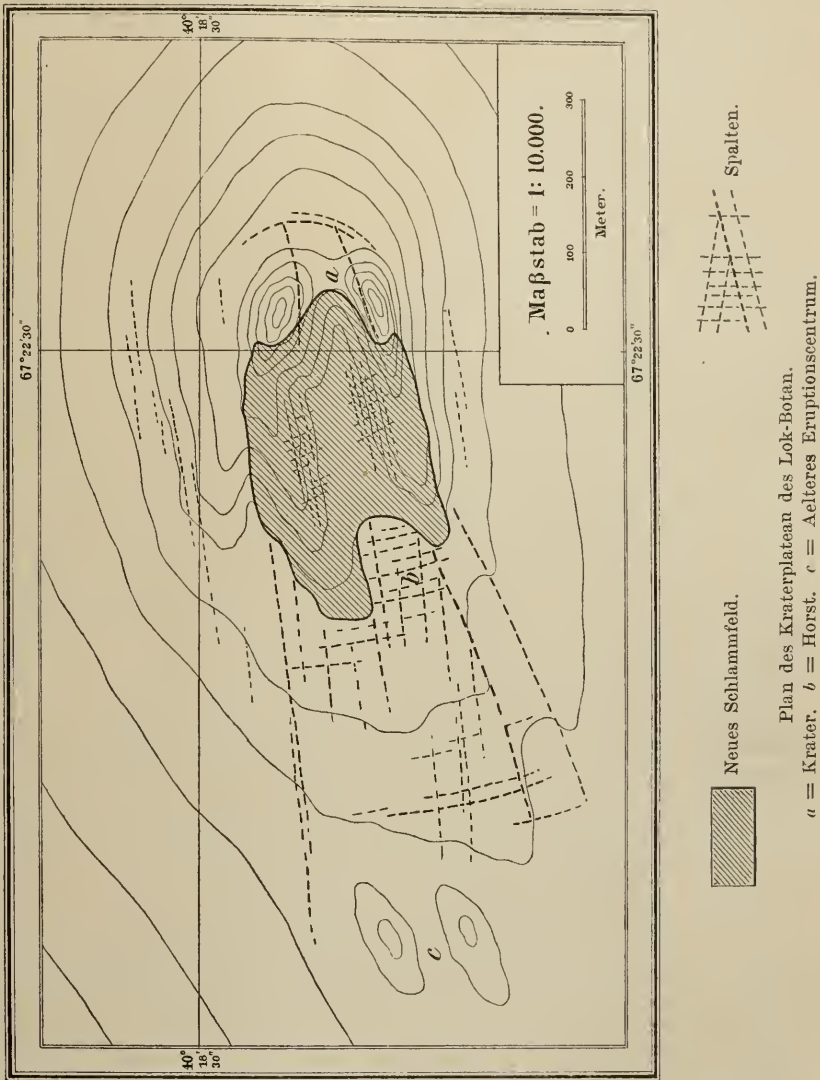 67°22'30"
40°
18'
30"
40°
18'
30"
a
b
c
Maßstab = 1: 10.000.
0 100 200 300
Meter.
67°22'30"
Neues Schlammfeld.
Spalten.
Plan des Kraterplateau des Lok-Botan.
a = Krater. b = Horst. c = Aelteres Eruptionscentrum.